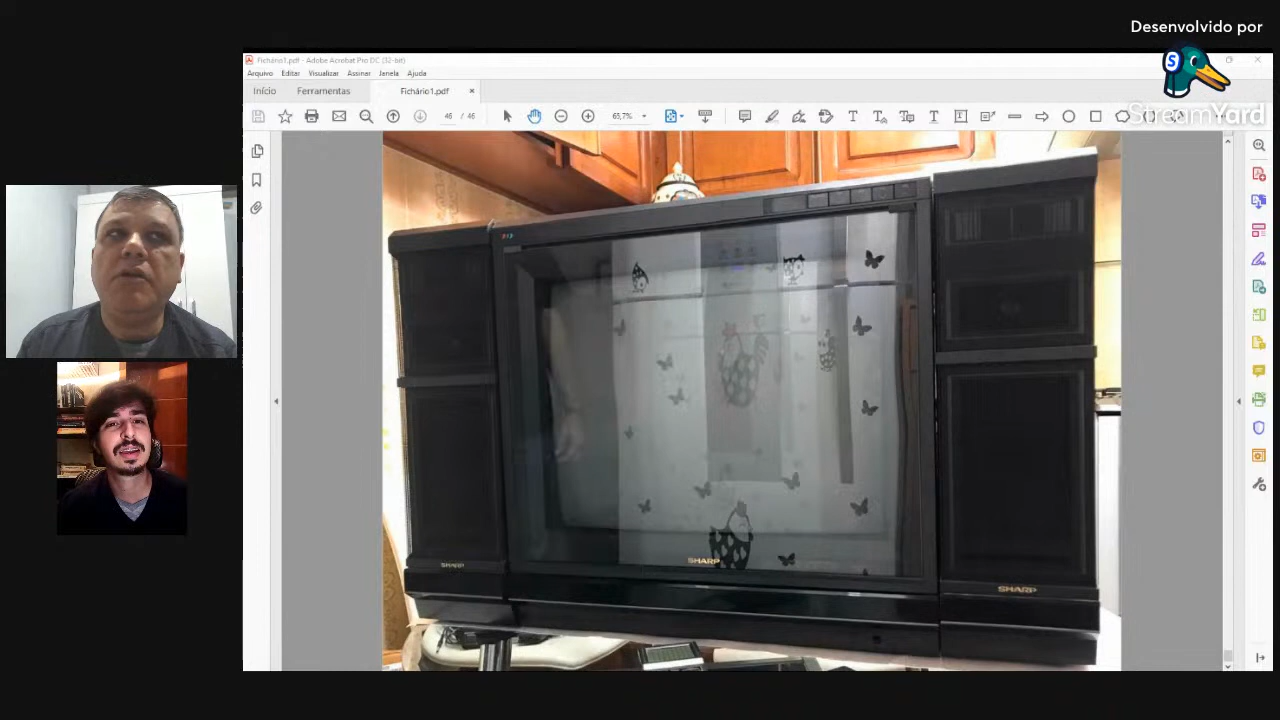 Desenvolvido por
StreamYard
Fichário1.pdf - Adobe Acrobat Pro DC (32-bit)
Arquivo Editar Visualizar Assinar Janela Ajuda
Início Ferramentas Fichário1.pdf
46 / 46 65,7%
SHARP
SHARP
SHARP